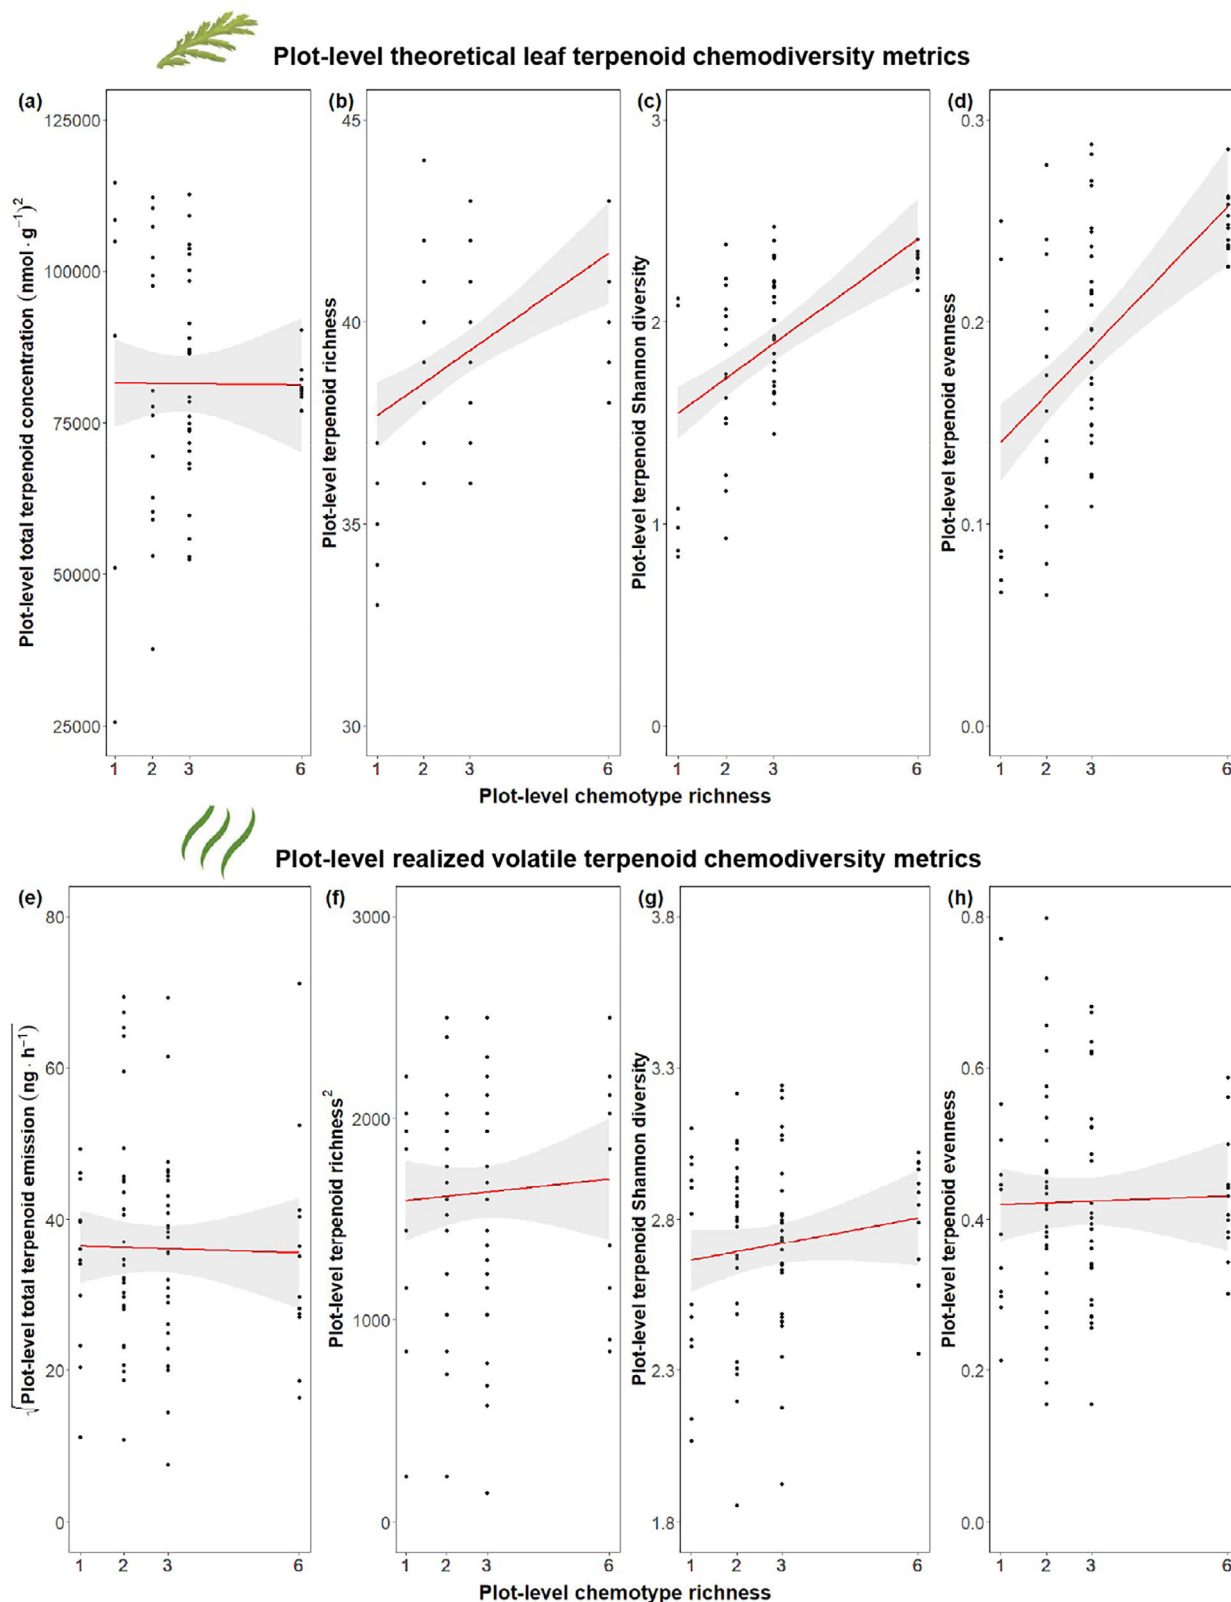 Plot-level theoretical leaf terpenoid chemodiversity metrics
(a)
Plot-level total terpenoid concentration (nmol · g⁻¹)²
125000
100000
75000
50000
25000
1 2 3 6
(b)
Plot-level terpenoid richness
45
40
35
30
1 2 3 6
(c)
Plot-level terpenoid Shannon diversity
3
2
1
0
1 2 3 6
(d)
Plot-level terpenoid evenness
0.3
0.2
0.1
0.0
1 2 3 6
Plot-level chemotype richness
Plot-level realized volatile terpenoid chemodiversity metrics
(e)
√Plot-level total terpenoid emission (ng · h⁻¹)
80
60
40
20
0
1 2 3 6
(f)
Plot-level terpenoid richness²
3000
2000
1000
0
1 2 3 6
(g)
Plot-level terpenoid Shannon diversity
3.8
3.3
2.8
2.3
1.8
1 2 3 6
(h)
Plot-level terpenoid evenness
0.8
0.6
0.4
0.2
0.0
1 2 3 6
Plot-level chemotype richness